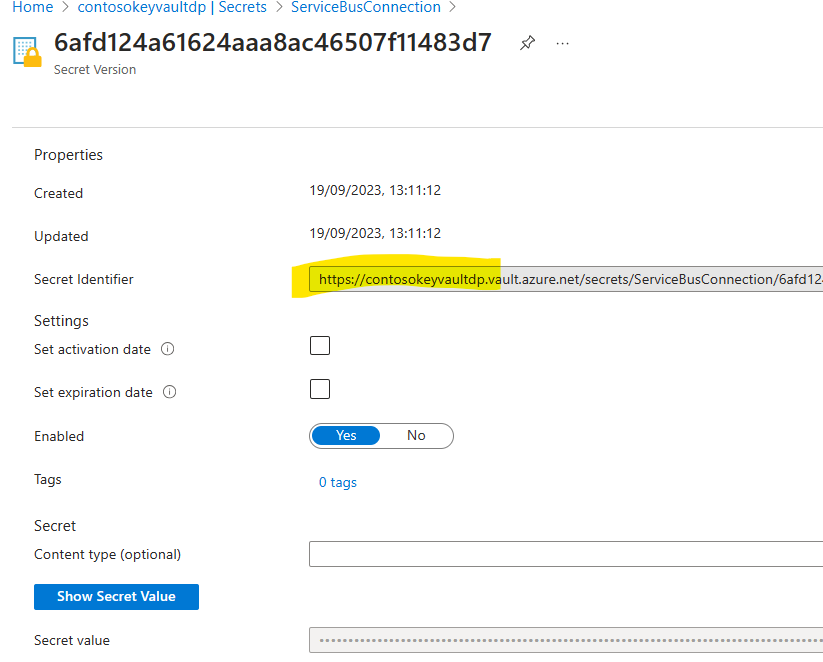 Home > contosokeyvaultdp | Secrets > ServiceBusConnection >
6afd124a61624aaa8ac46507f11483d7
Secret Version
Properties
Created 19/09/2023, 13:11:12
Updated 19/09/2023, 13:11:12
Secret Identifier https://contosokeyvaultdp.vault.azure.net/secrets/ServiceBusConnection/6afd12
Settings
Set activation date
Set expiration date
Enabled Yes No
Tags 0 tags
Secret
Content type (optional)
Show Secret Value
Secret value